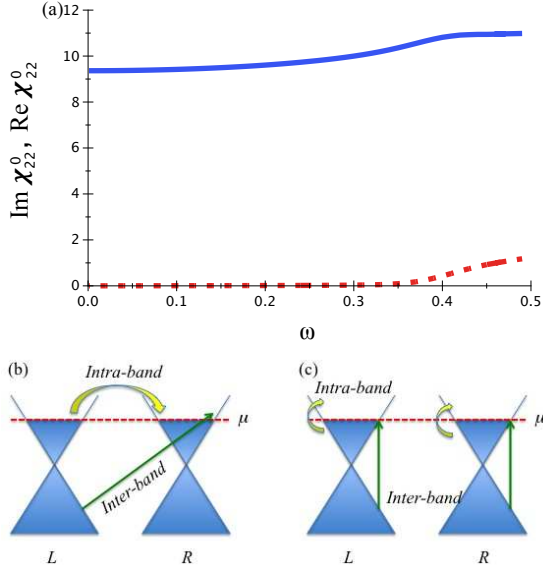 (a)
Im χ⁰₂₂, Re χ⁰₂₂
12
10
8
6
4
2
0
0.0 0.1 0.2 0.3 0.4 0.5
ω
(b) Intra-band μ
Inter-band
L R
(c) Intra-band μ
Inter-band
L R